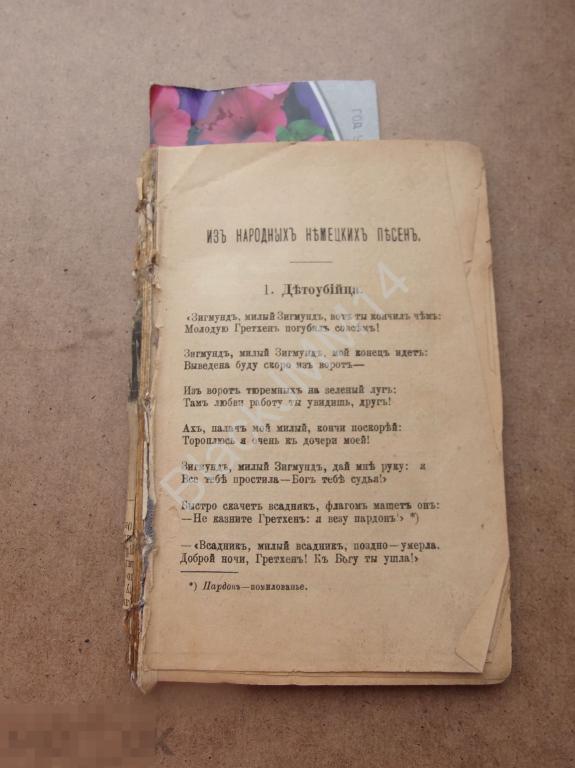 ГОД
ИЗЪ НАРОДНЫХЪ НѢМЕЦКИХЪ ПѢСЕНЪ.
1. Дѣтоубійца.
«Зигмундъ, милый Зигмундъ, вотъ ты кончилъ чѣмъ:
Молодую Гретхенъ погубилъ совсѣмъ!
Зигмундъ, милый Зигмундъ, мой конецъ идетъ:
Выведена буду скоро изъ воротъ—
Изъ воротъ тюремныхъ на зеленый лугъ:
Тамъ любви работу ты увидишь, другъ!
Ахъ, палачъ мой милый, кончи поскорѣй:
Тороплюсь я очень къ дочери моей!
Зигмундъ, милый Зигмундъ, дай мнѣ руку: я
Все тебѣ простила—Богъ тебѣ судья!»
Быстро скачетъ всадникъ, флагомъ машетъ онъ:
—Не казните Гретхенъ: я везу пардонъ!» *)
— «Всадникъ, милый всадникъ, поздно—умерла.
Доброй ночи, Гретхенъ! Къ Богу ты ушла!»
*) Пардонъ—помилованье.
BlackJIMM14